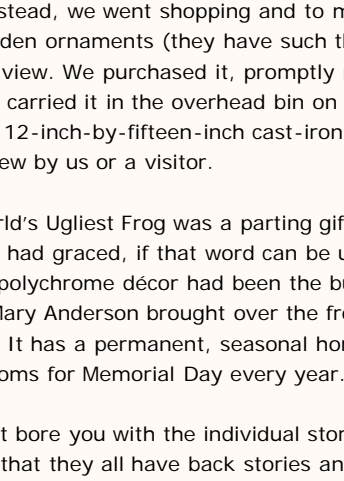 stead, we went shopping and to m
den ornaments (they have such th
view. We purchased it, promptly
carried it in the overhead bin on
12-inch-by-fifteen-inch cast-iron
ew by us or a visitor.
rld's Ugliest Frog was a parting gif
had graced, if that word can be u
polychrome décor had been the bu
Mary Anderson brought over the fro
It has a permanent, seasonal hom
oms for Memorial Day every year.
t bore you with the individual stor
that they all have back stories an